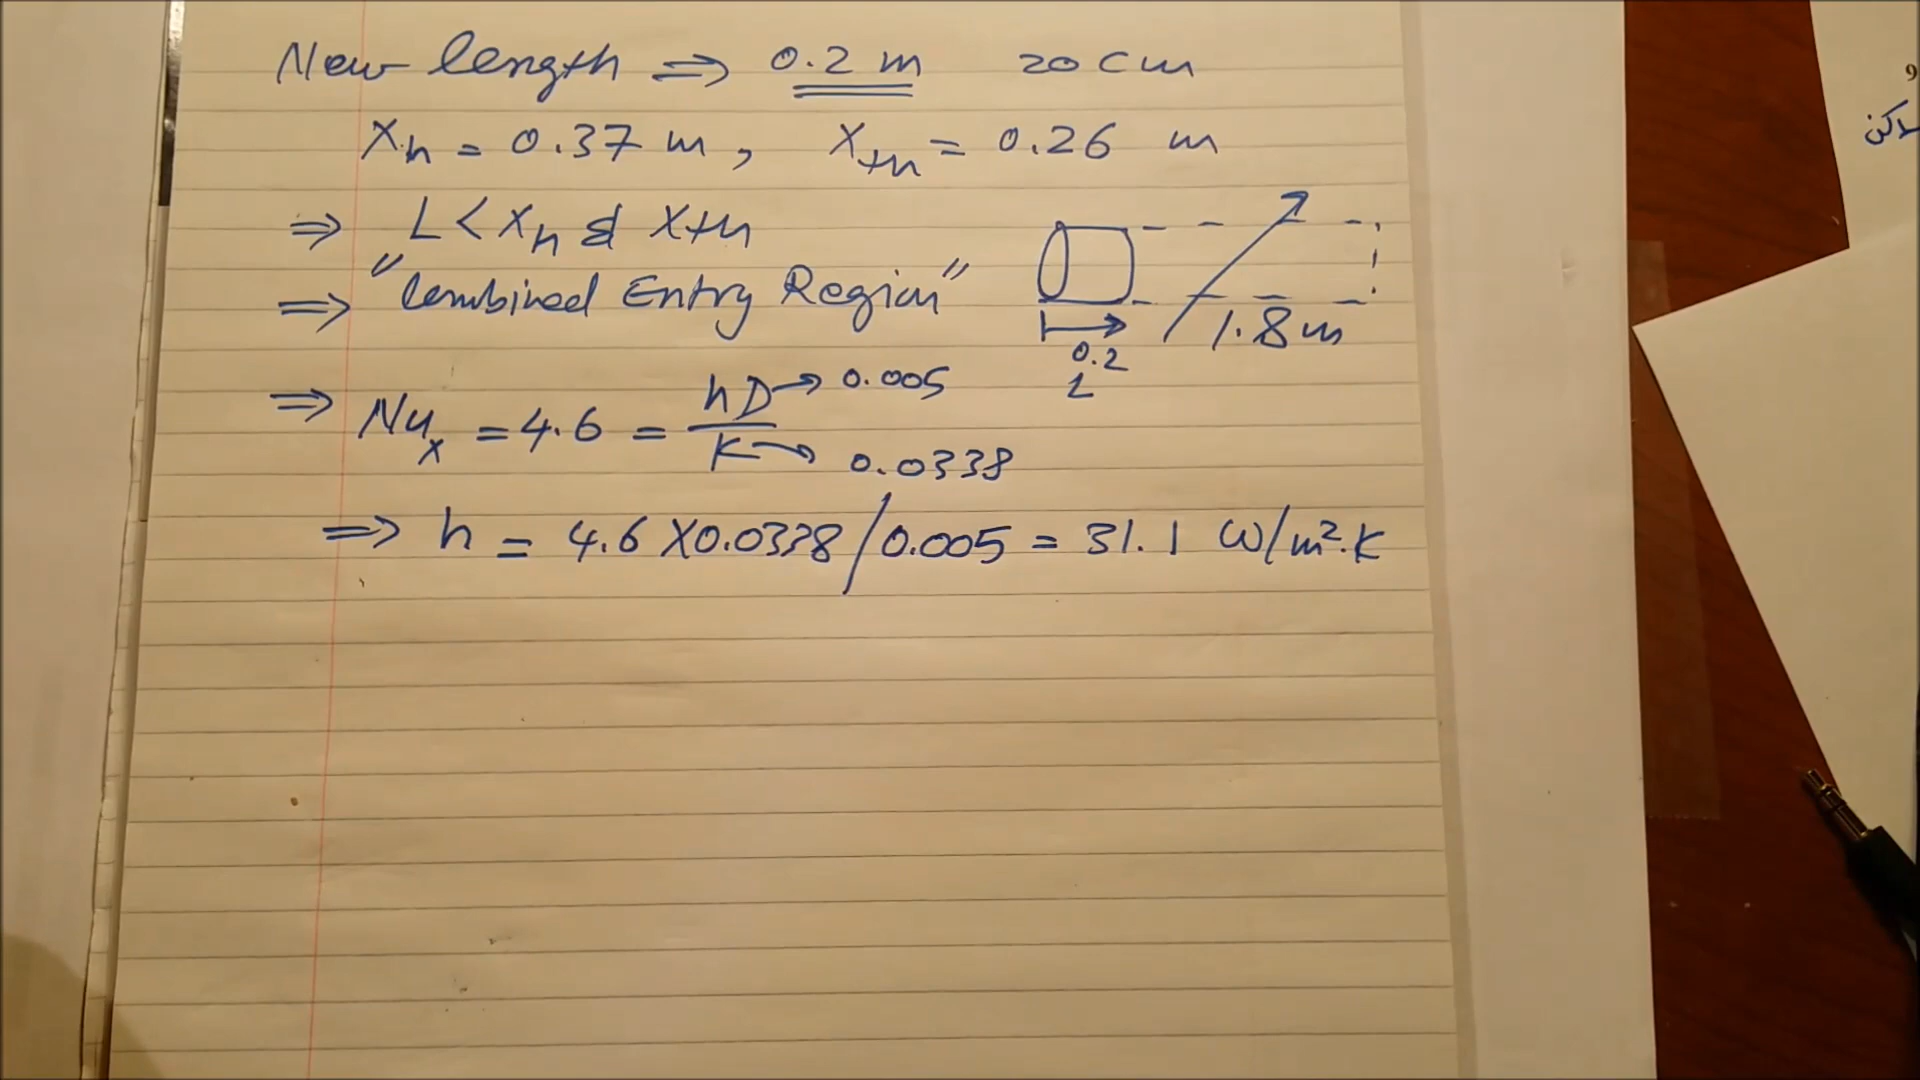 New length ⇒ 0.2 m 20 cm
Xh = 0.37 m, Xth = 0.26 m
⇒ L < Xh & Xth
⇒ "Combined Entry Region"
1.8 m
0.2
L
⇒ Nux = 4.6 = hD/K
→ 0.005
→ 0.0338
⇒ h = 4.6 X 0.0338 / 0.005 = 31.1 W/m².K
9